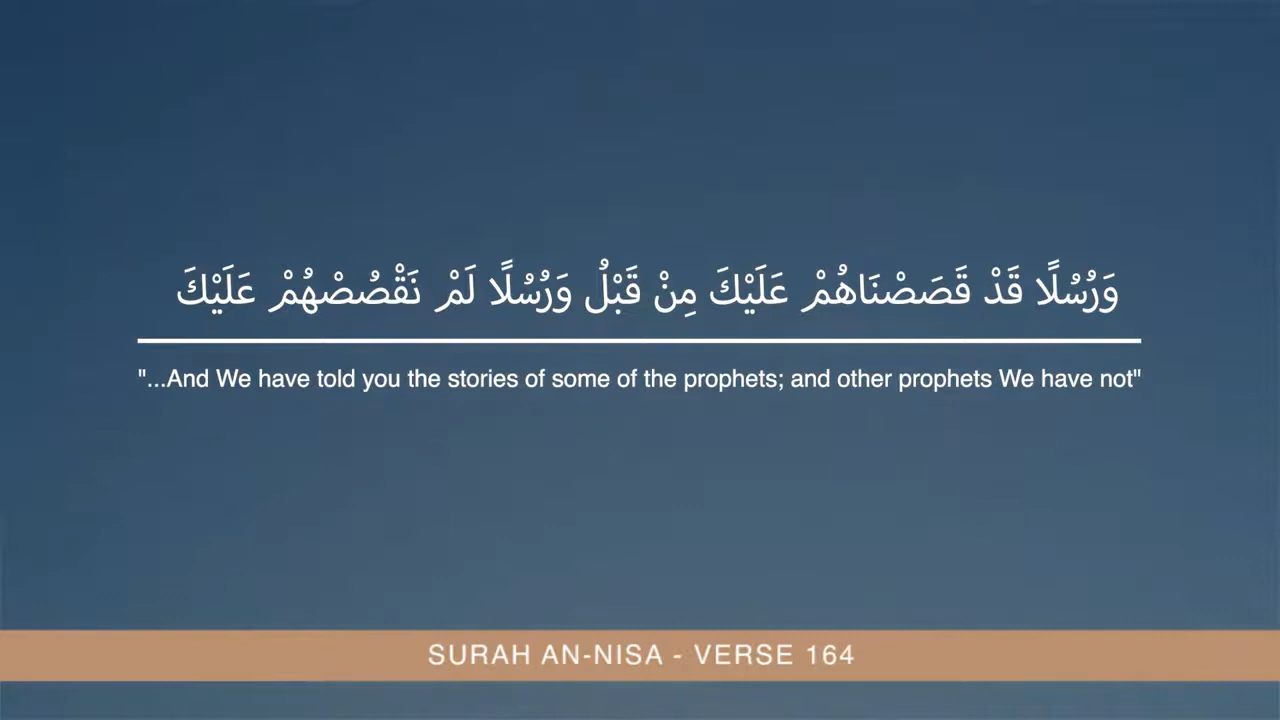 وَرُسُلًا قَدْ قَصَصْنَاهُمْ عَلَيْكَ مِنْ قَبْلُ وَرُسُلًا لَمْ نَقْصُصْهُمْ عَلَيْكَ
"...And We have told you the stories of some of the prophets; and other prophets We have not"
SURAH AN-NISA - VERSE 164